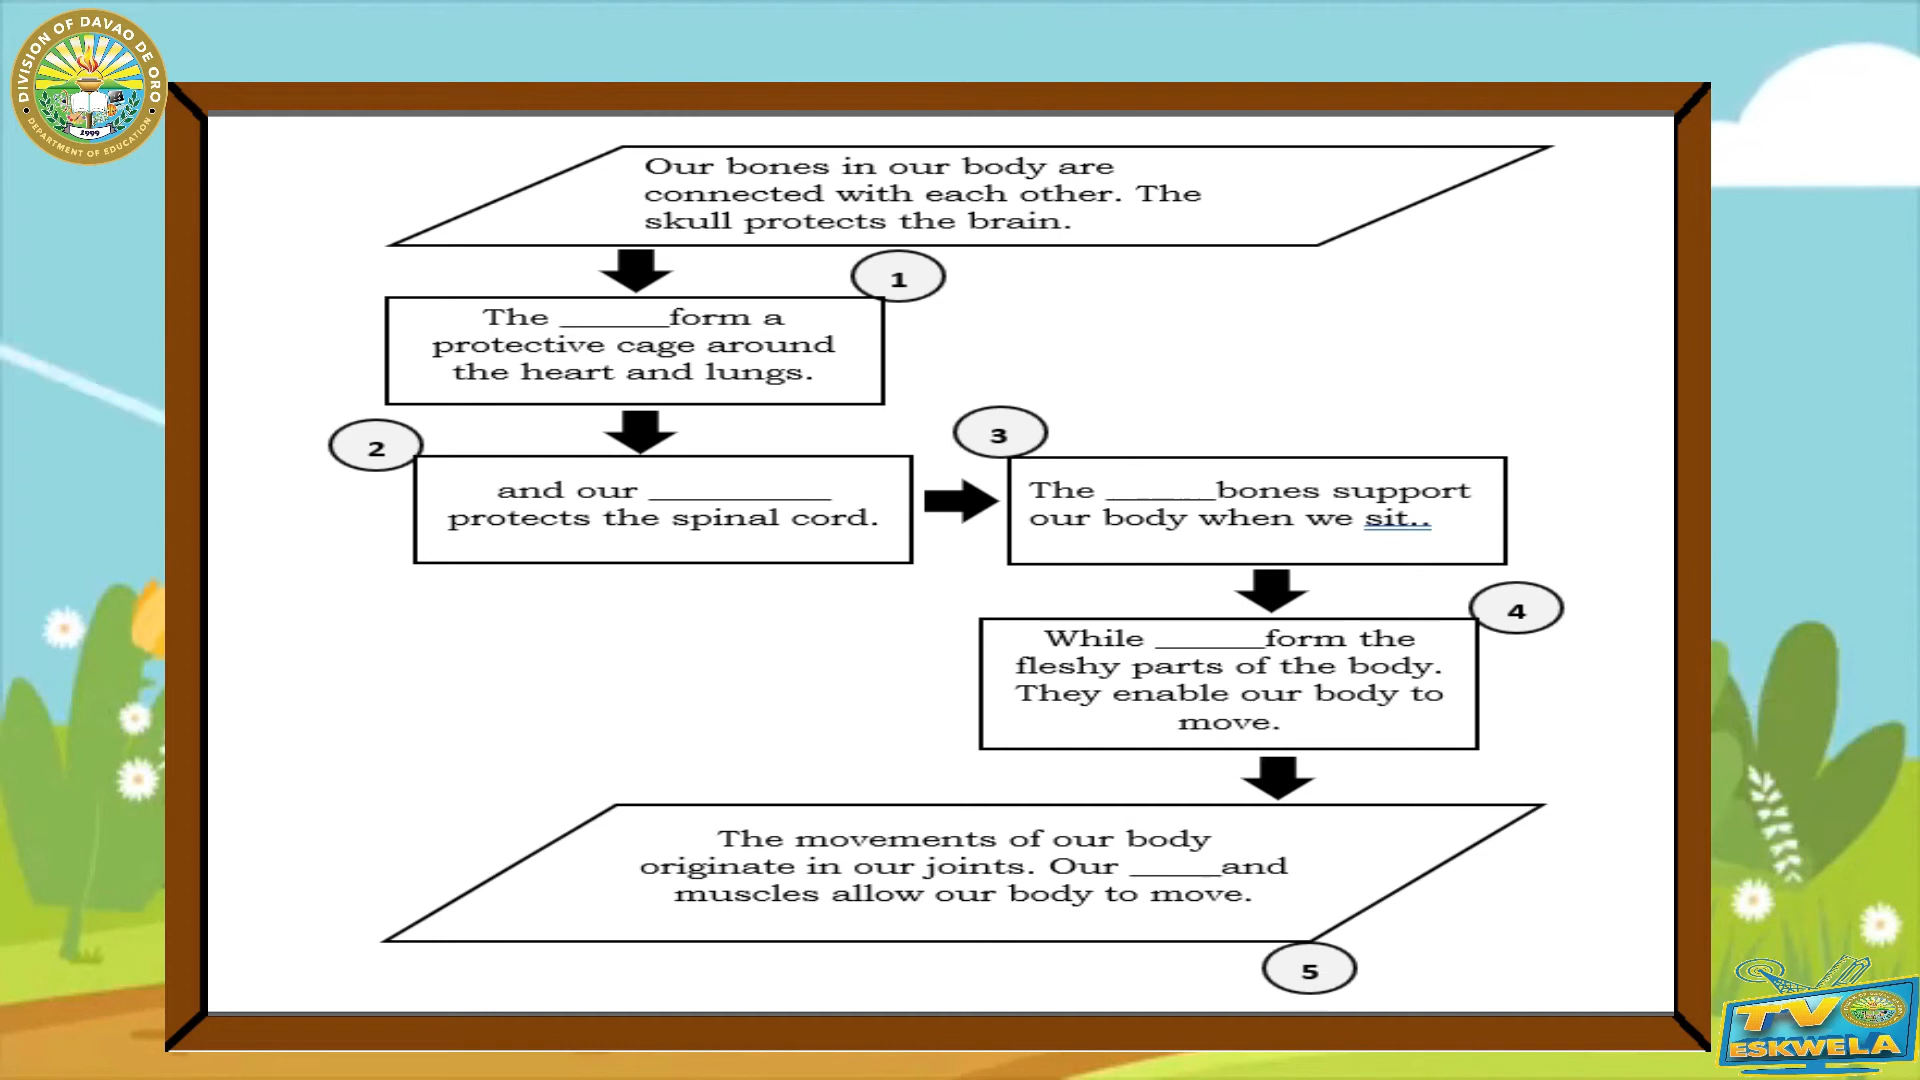 DIVISION OF DAVAO DE ORO
1999
DEPARTMENT OF EDUCATION
Our bones in our body are
connected with each other. The
skull protects the brain.
1
The ______form a
protective cage around
the heart and lungs.
2
and our __________
protects the spinal cord.
3
The ______bones support
our body when we sit..
4
While ______form the
fleshy parts of the body.
They enable our body to
move.
The movements of our body
originate in our joints. Our _____and
muscles allow our body to move.
5
TV
ESKWELA